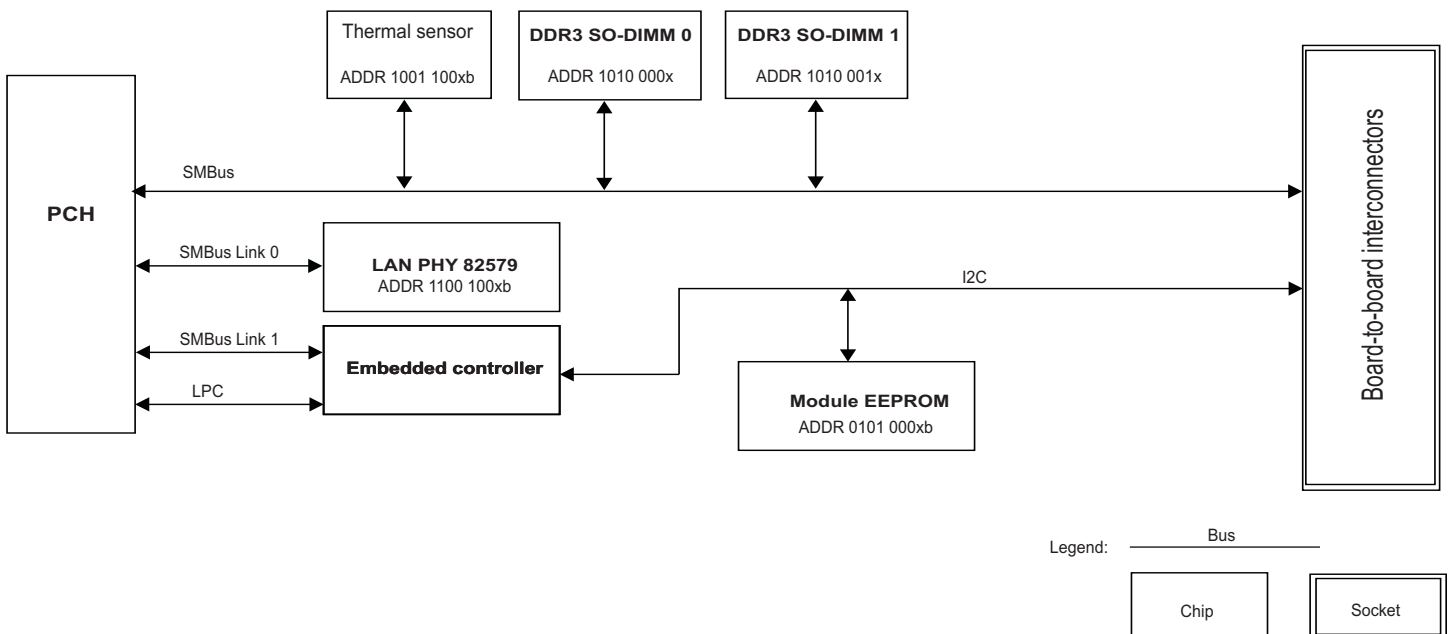 Thermal sensor
ADDR 1001 100xb
DDR3 SO-DIMM 0
ADDR 1010 000x
DDR3 SO-DIMM 1
ADDR 1010 001x
SMBus
PCH
SMBus Link 0
LAN PHY 82579
ADDR 1100 100xb
I2C
SMBus Link 1
Embedded controller
LPC
Module EEPROM
ADDR 0101 000xb
Board-to-board interconnectors
Legend:
Bus
Chip
Socket